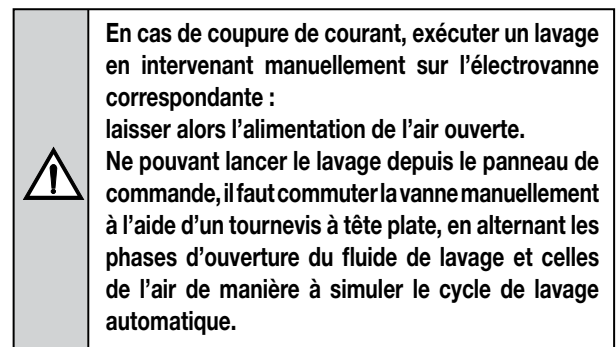 En cas de coupure de courant, exécuter un lavage
en intervenant manuellement sur l’électrovanne
correspondante :
laisser alors l’alimentation de l’air ouverte.
Ne pouvant lancer le lavage depuis le panneau de
commande, il faut commuter la vanne manuellement
à l’aide d’un tournevis à tête plate, en alternant les
phases d’ouverture du fluide de lavage et celles
de l’air de manière à simuler le cycle de lavage
automatique.